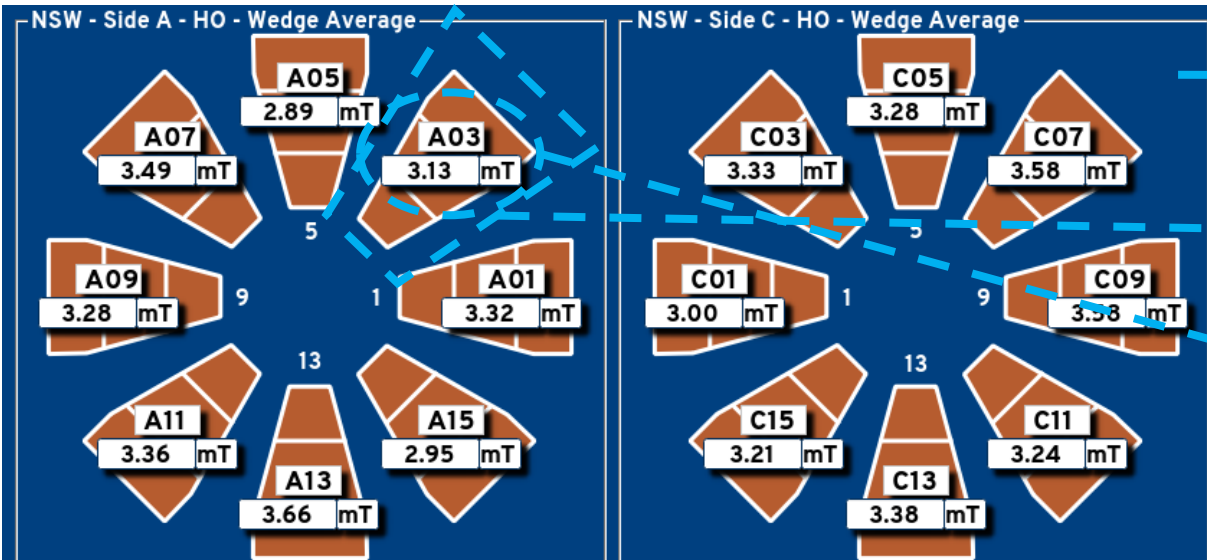 NSW - Side A - HO - Wedge Average
A05
2.89 mT
A07
3.49 mT
A03
3.13 mT
5
A09
3.28 mT
9
1
A01
3.32 mT
13
A11
3.36 mT
A15
2.95 mT
A13
3.66 mT
NSW - Side C - HO - Wedge Average
C05
3.28 mT
C03
3.33 mT
C07
3.58 mT
5
C01
3.00 mT
1
9
C09
mT
13
C15
3.21 mT
C11
3.24 mT
C13
3.38 mT